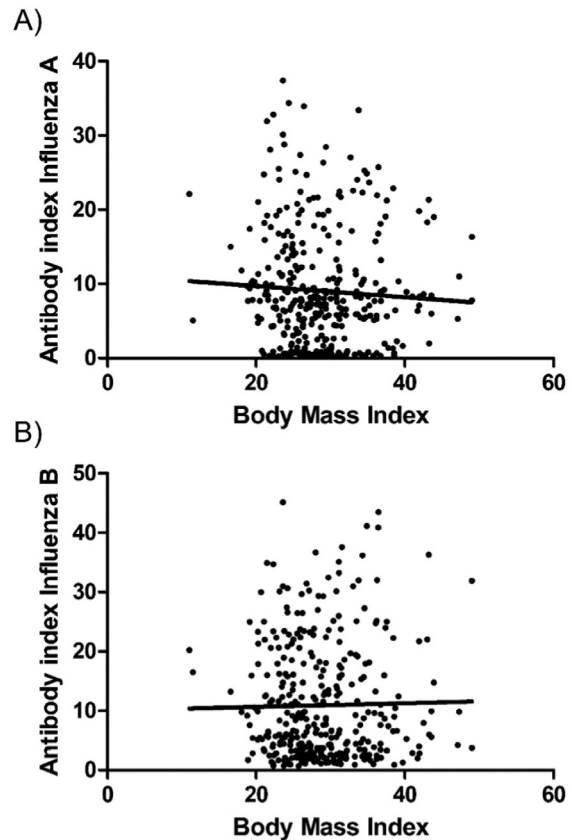 A)
Antibody index Influenza A
40
30
20
10
0
0 20 40 60
Body Mass Index
B)
Antibody index Influenza B
50
40
30
20
10
0
0 20 40 60
Body Mass Index